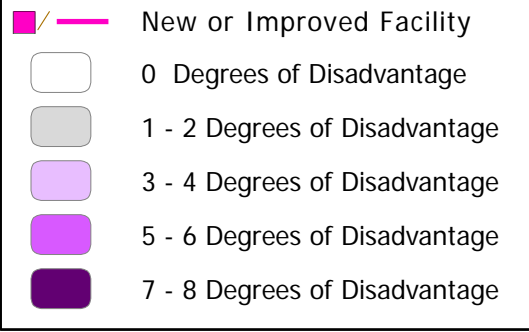 New or Improved Facility
0 Degrees of Disadvantage
1 - 2 Degrees of Disadvantage
3 - 4 Degrees of Disadvantage
5 - 6 Degrees of Disadvantage
7 - 8 Degrees of Disadvantage